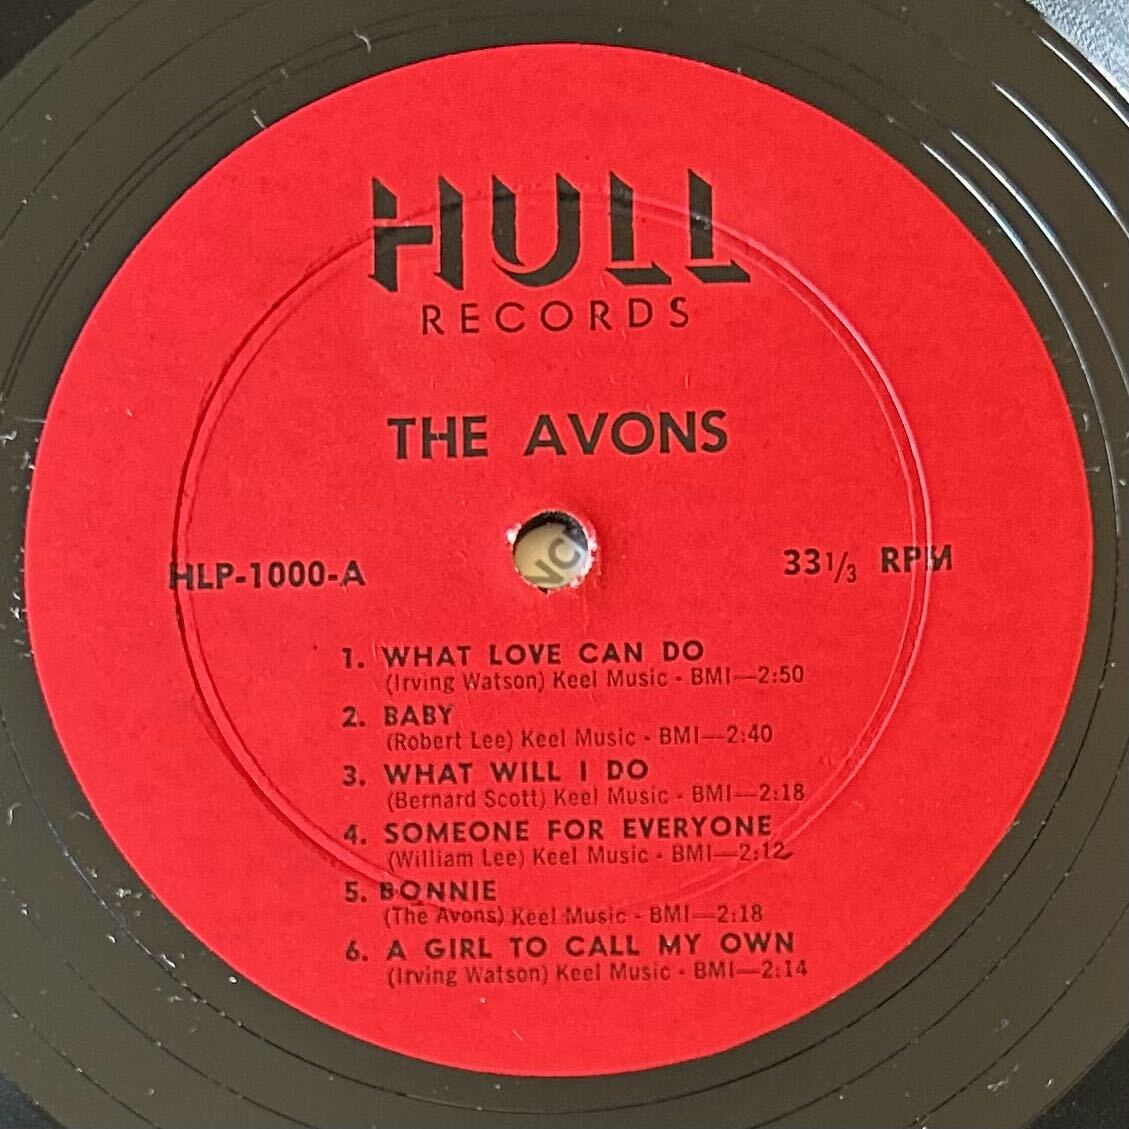 HULL
RECORDS
THE AVONS
HLP-1000-A
33 1/3 RPM
1. WHAT LOVE CAN DO
(Irving Watson) Keel Music - BMI—2:50
2. BABY
(Robert Lee) Keel Music - BMI—2:40
3. WHAT WILL I DO
(Bernard Scott) Keel Music - BMI—2:18
4. SOMEONE FOR EVERYONE
(William Lee) Keel Music - BMI—2:12
5. BONNIE
(The Avons) Keel Music - BMI—2:18
6. A GIRL TO CALL MY OWN
(Irving Watson) Keel Music - BMI—2:14